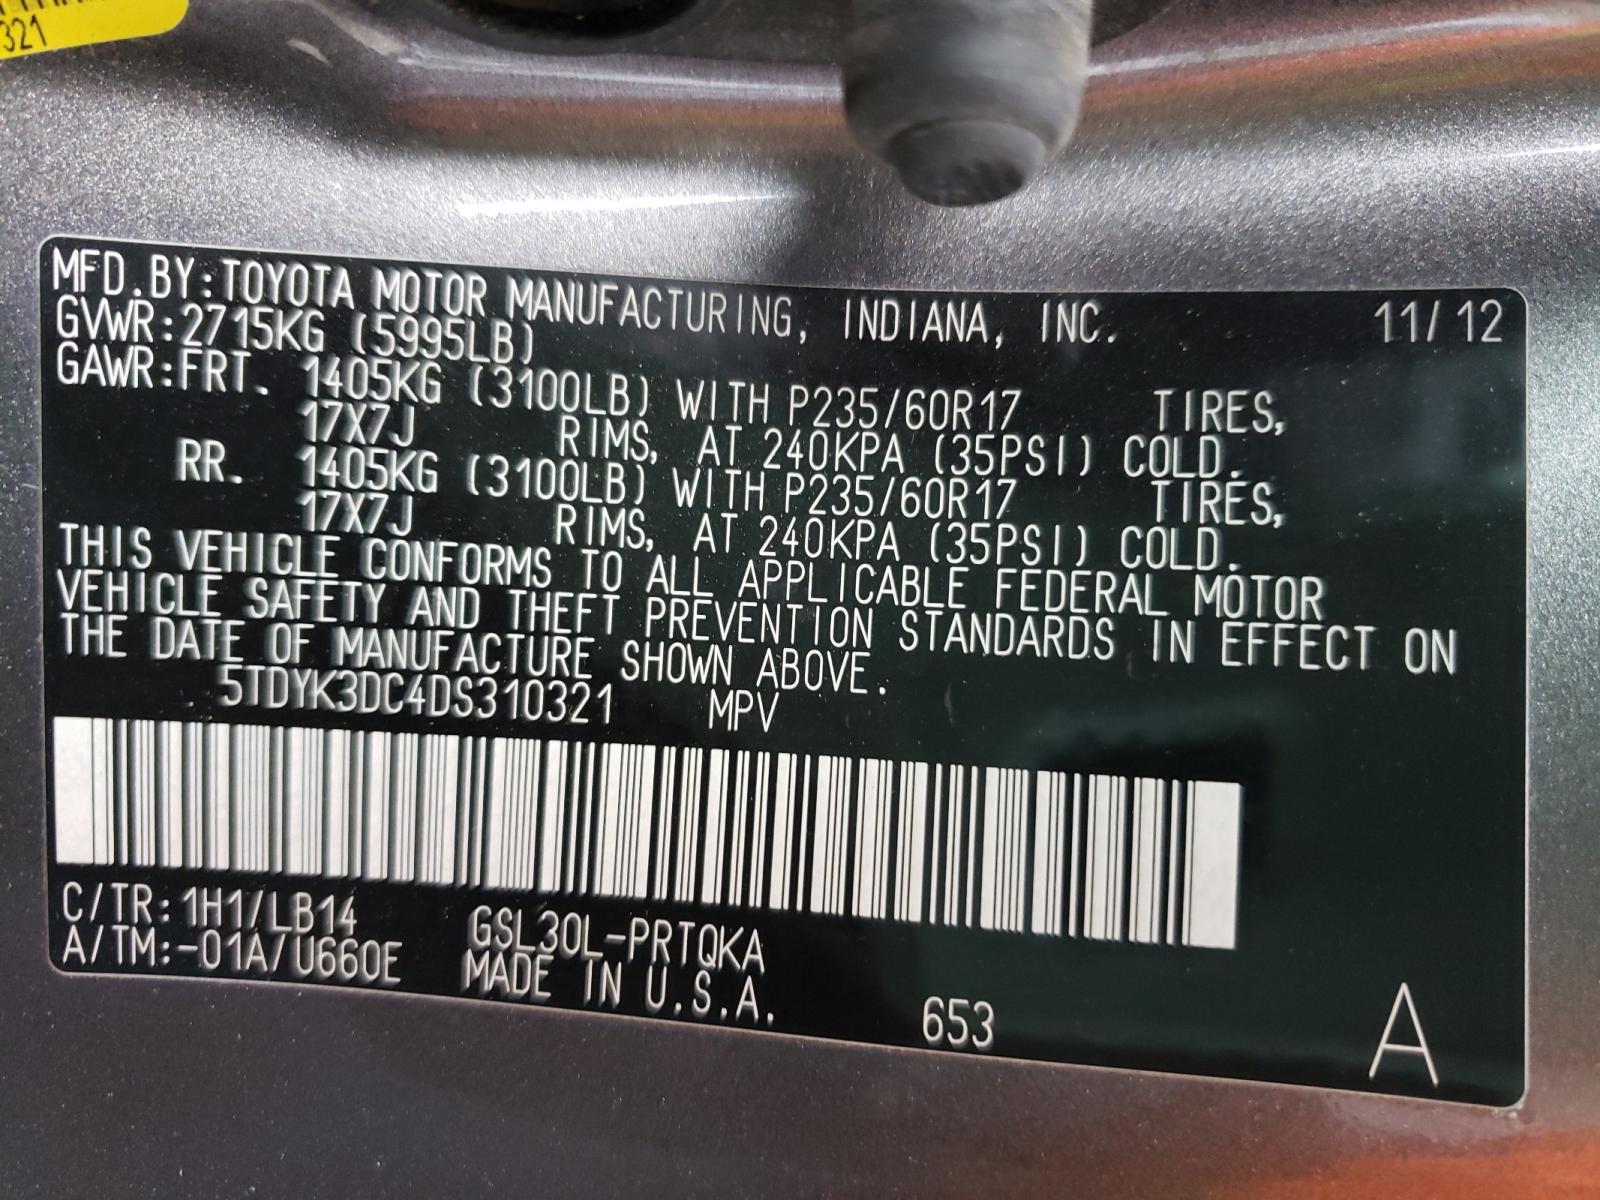 321
MFD.BY:TOYOTA MOTOR MANUFACTURING, INDIANA, INC. 11/12
GVWR:2715KG (5995LB)
GAWR:FRT. 1405KG (3100LB) WITH P235/60R17 TIRES,
17X7J RIMS, AT 240KPA (35PSI) COLD.
RR. 1405KG (3100LB) WITH P235/60R17 TIRES,
17X7J RIMS, AT 240KPA (35PSI) COLD.
THIS VEHICLE CONFORMS TO ALL APPLICABLE FEDERAL MOTOR
VEHICLE SAFETY AND THEFT PREVENTION STANDARDS IN EFFECT ON
THE DATE OF MANUFACTURE SHOWN ABOVE.
5TDYK3DC4DS310321 MPV
C/TR:1H1/LB14 GSL30L-PRTQKA
A/TM:-01A/U660E MADE IN U.S.A.
653 A